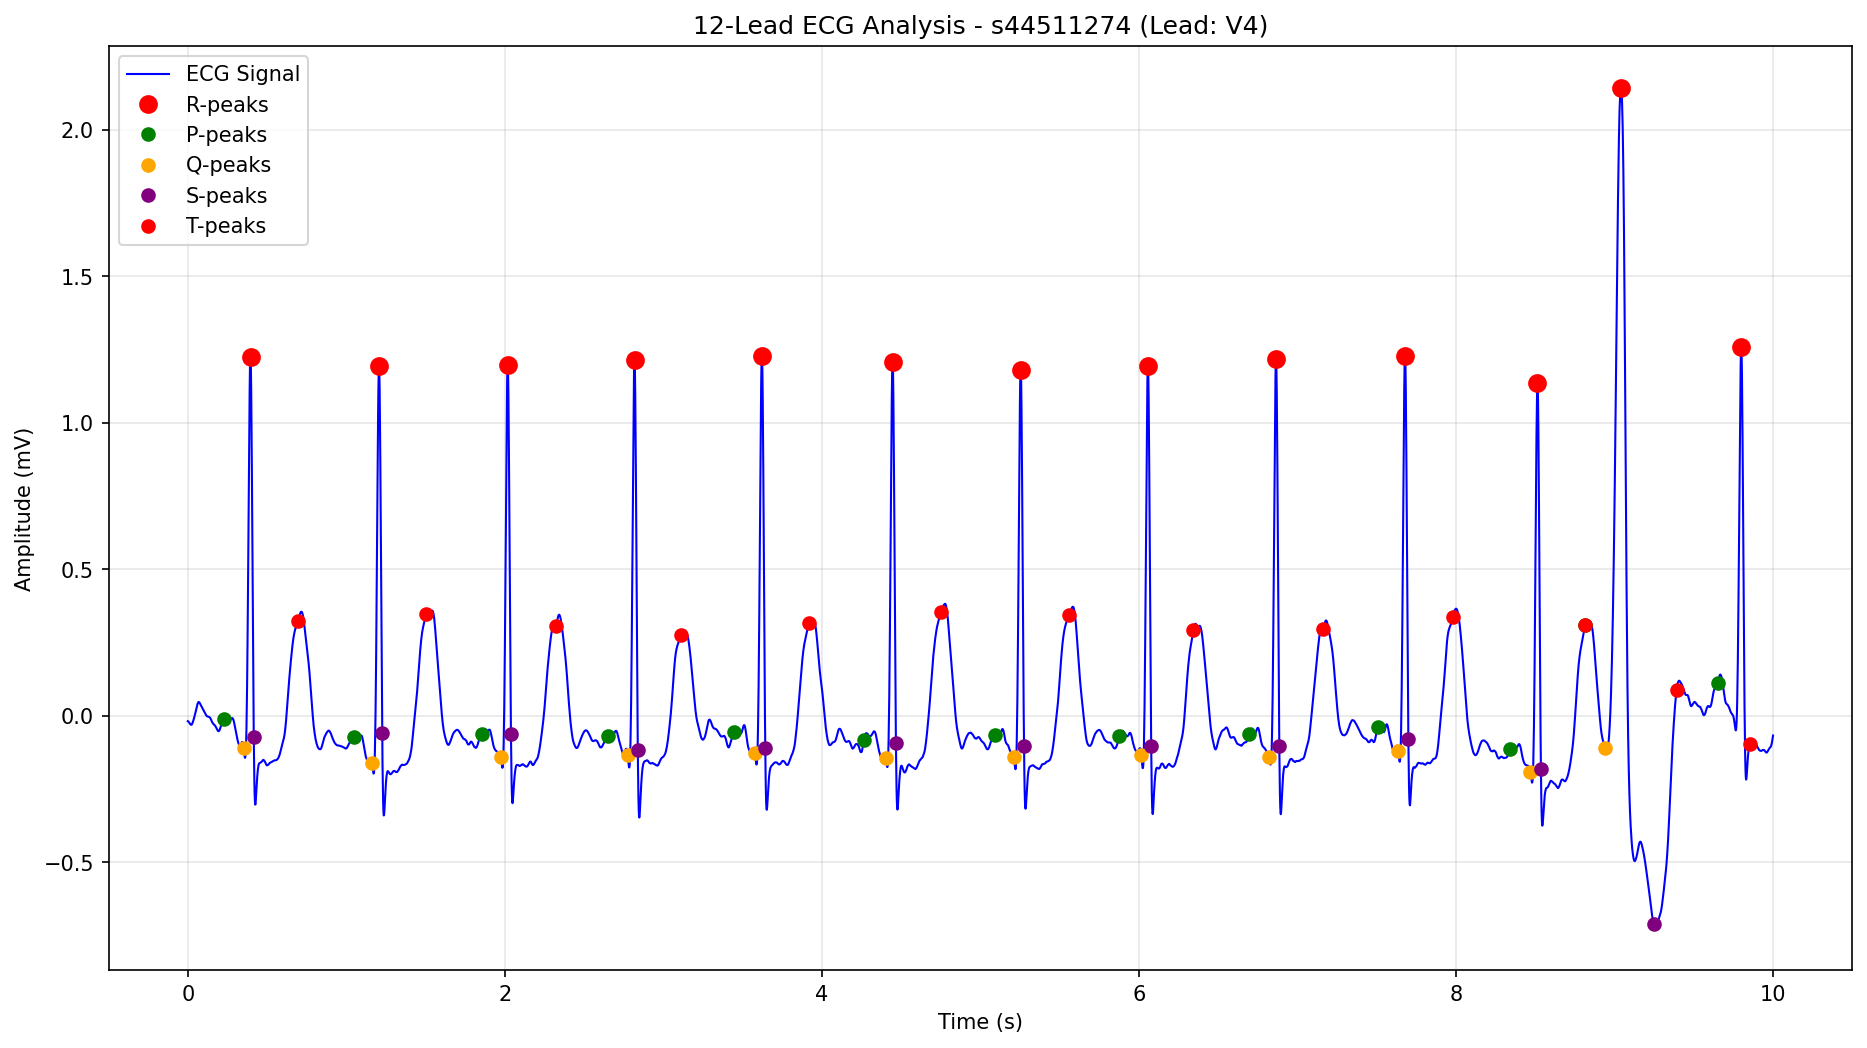 12-Lead ECG Analysis - s44511274 (Lead: V4)
ECG Signal
R-peaks
P-peaks
Q-peaks
S-peaks
T-peaks
Amplitude (mV)
2.0
1.5
1.0
0.5
0.0
−0.5
0 2 4 6 8 10
Time (s)